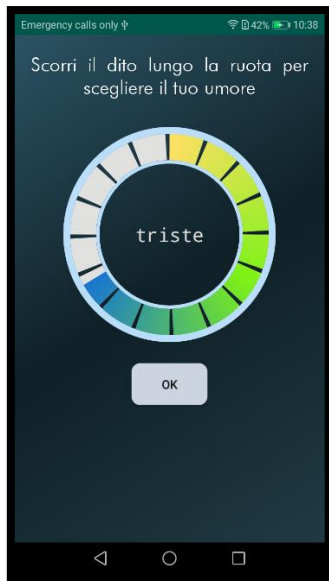 Emergency calls only 42% 10:38
Scorri il dito lungo la ruota per
scegliere il tuo umore
triste
OK